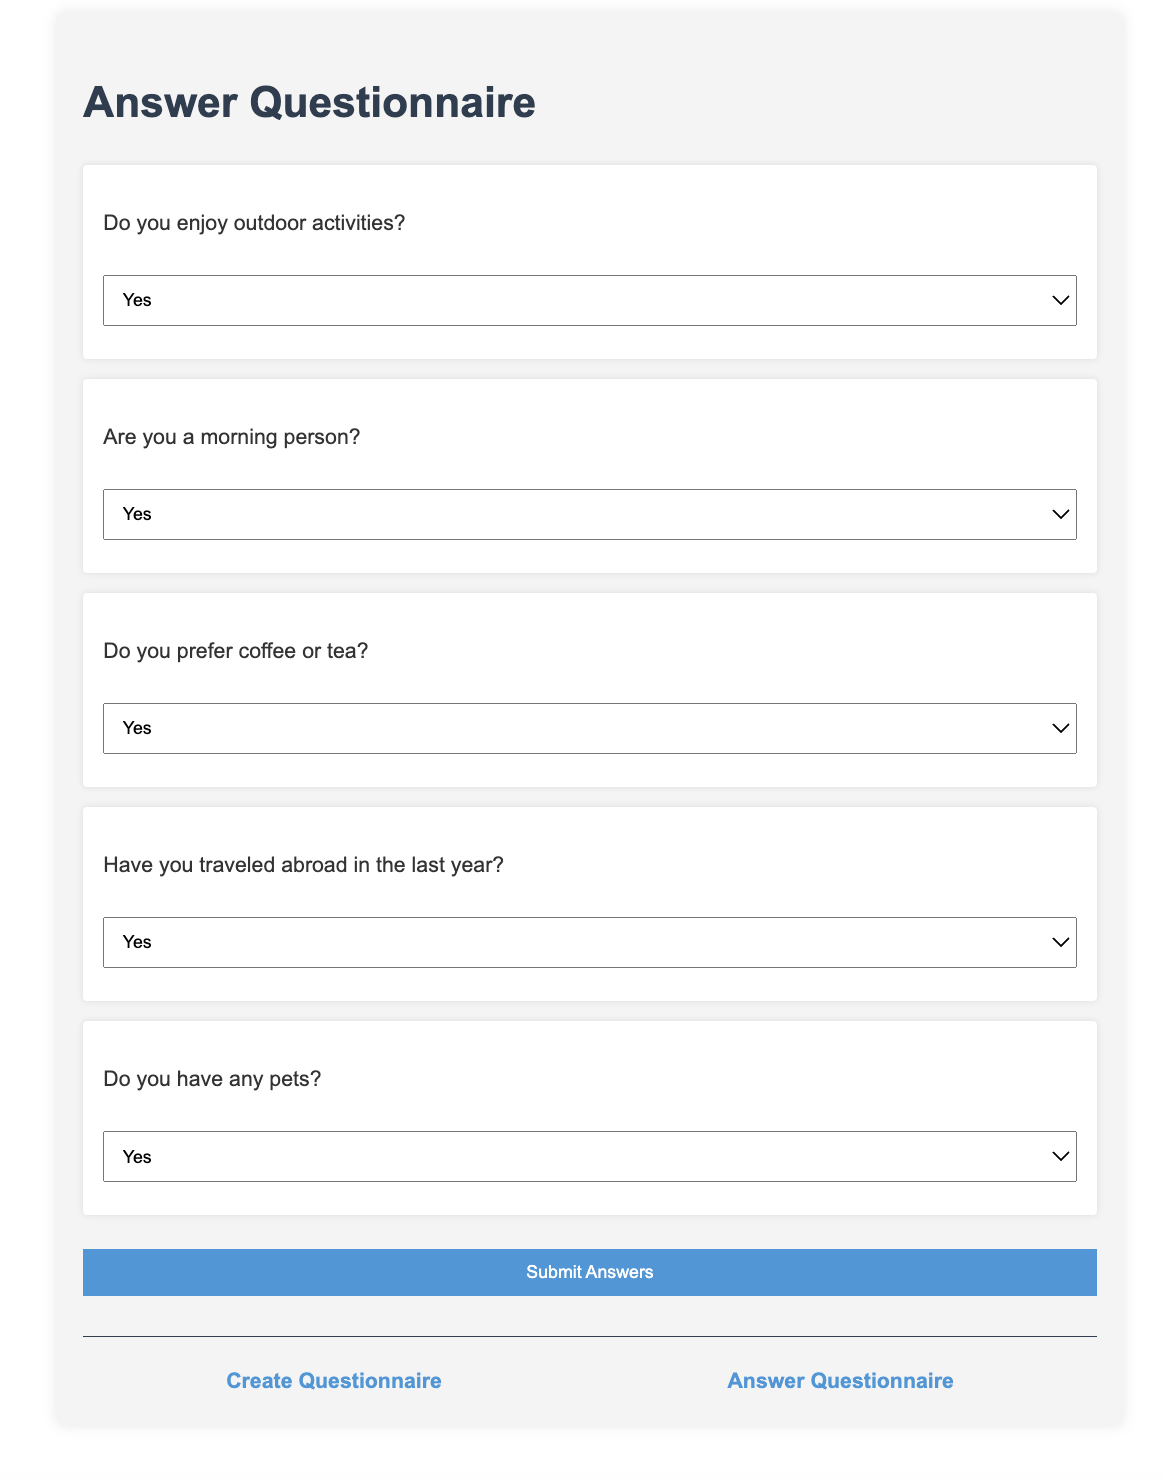 Answer Questionnaire
Do you enjoy outdoor activities?
Yes
Are you a morning person?
Yes
Do you prefer coffee or tea?
Yes
Have you traveled abroad in the last year?
Yes
Do you have any pets?
Yes
Submit Answers
Create Questionnaire
Answer Questionnaire